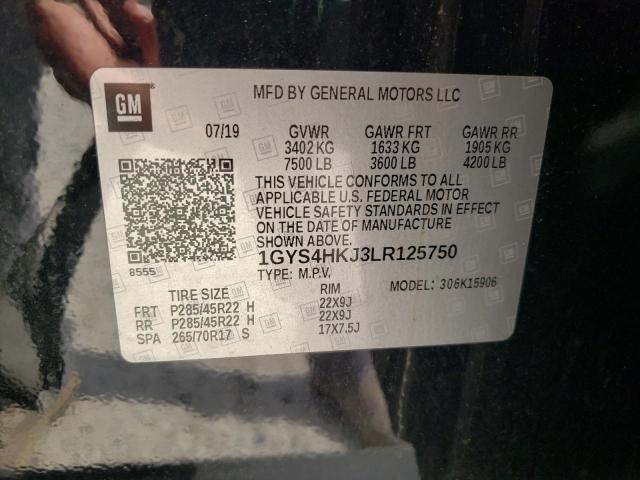 GM
MFD BY GENERAL MOTORS LLC
07/19 GVWR GAWR FRT GAWR RR
3402 KG 1633 KG 1905 KG
7500 LB 3600 LB 4200 LB
THIS VEHICLE CONFORMS TO ALL
APPLICABLE U.S. FEDERAL MOTOR
VEHICLE SAFETY STANDARDS IN EFFECT
ON THE DATE OF MANUFACTURE
SHOWN ABOVE.
8555
1GYS4HKJ3LR125750
TYPE: M.P.V. MODEL: 306K15906
TIRE SIZE RIM
FRT P285/45R22 H 22X9J
RR P285/45R22 H 22X9J
SPA 265/70R17 S 17X7.5J